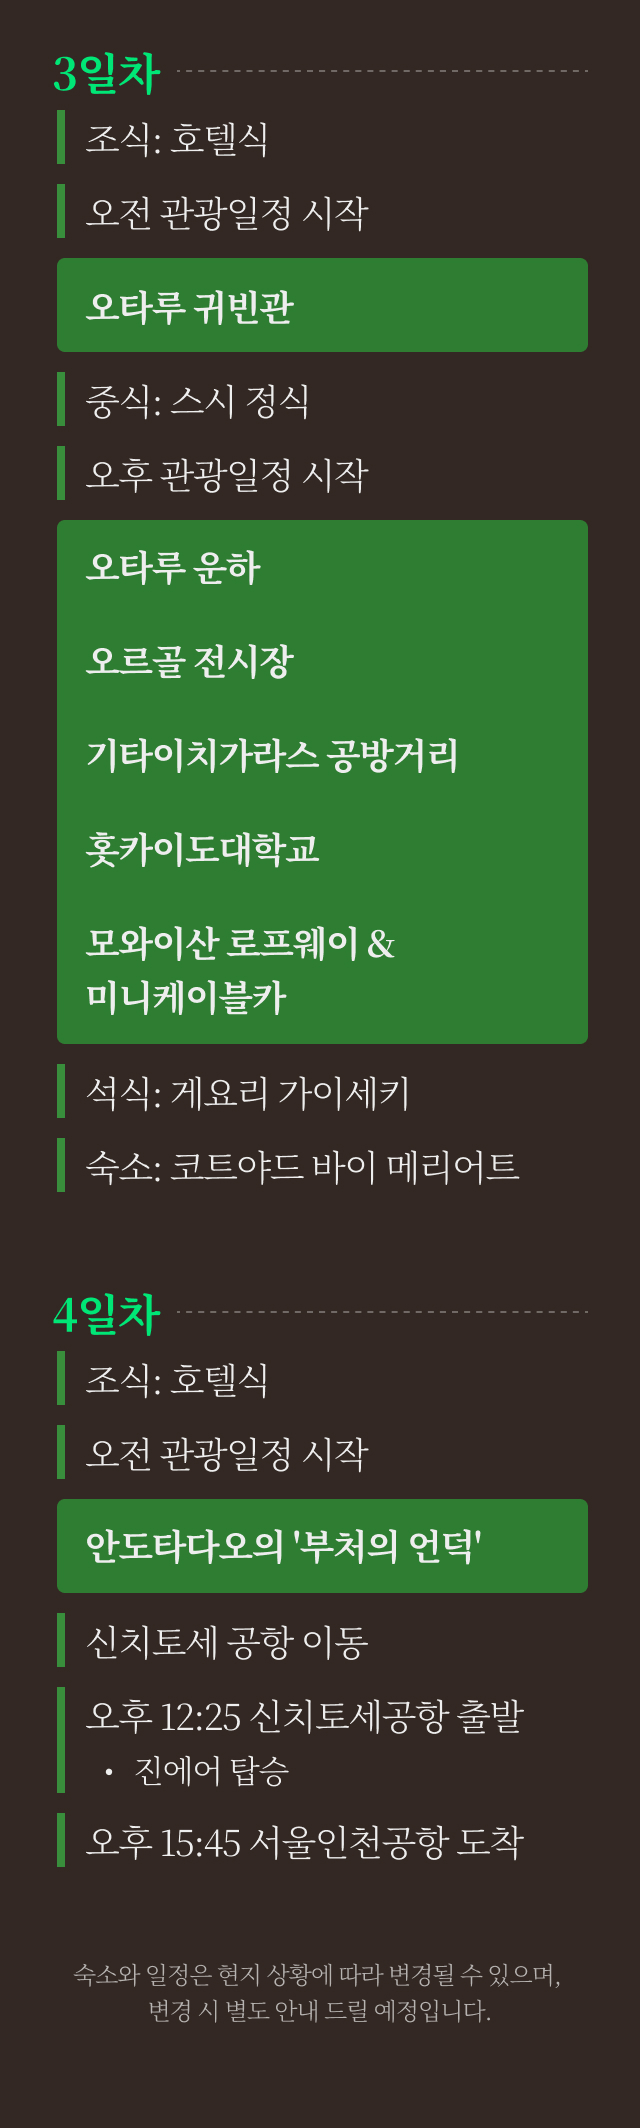 3일차
조식: 호텔식
오전 관광일정 시작
오타루 귀빈관
중식: 스시 정식
오후 관광일정 시작
오타루 운하
오르골 전시장
기타이치가라스 공방거리
홋카이도대학교
모와이산 로프웨이 &
미니케이블카
석식: 게요리 가이세키
숙소: 코트야드 바이 메리어트
4일차
조식: 호텔식
오전 관광일정 시작
안도타다오의 '부처의 언덕'
신치토세 공항 이동
오후 12:25 신치토세공항 출발
• 진에어 탑승
오후 15:45 서울인천공항 도착
숙소와 일정은 현지 상황에 따라 변경될 수 있으며,
변경 시 별도 안내 드릴 예정입니다.